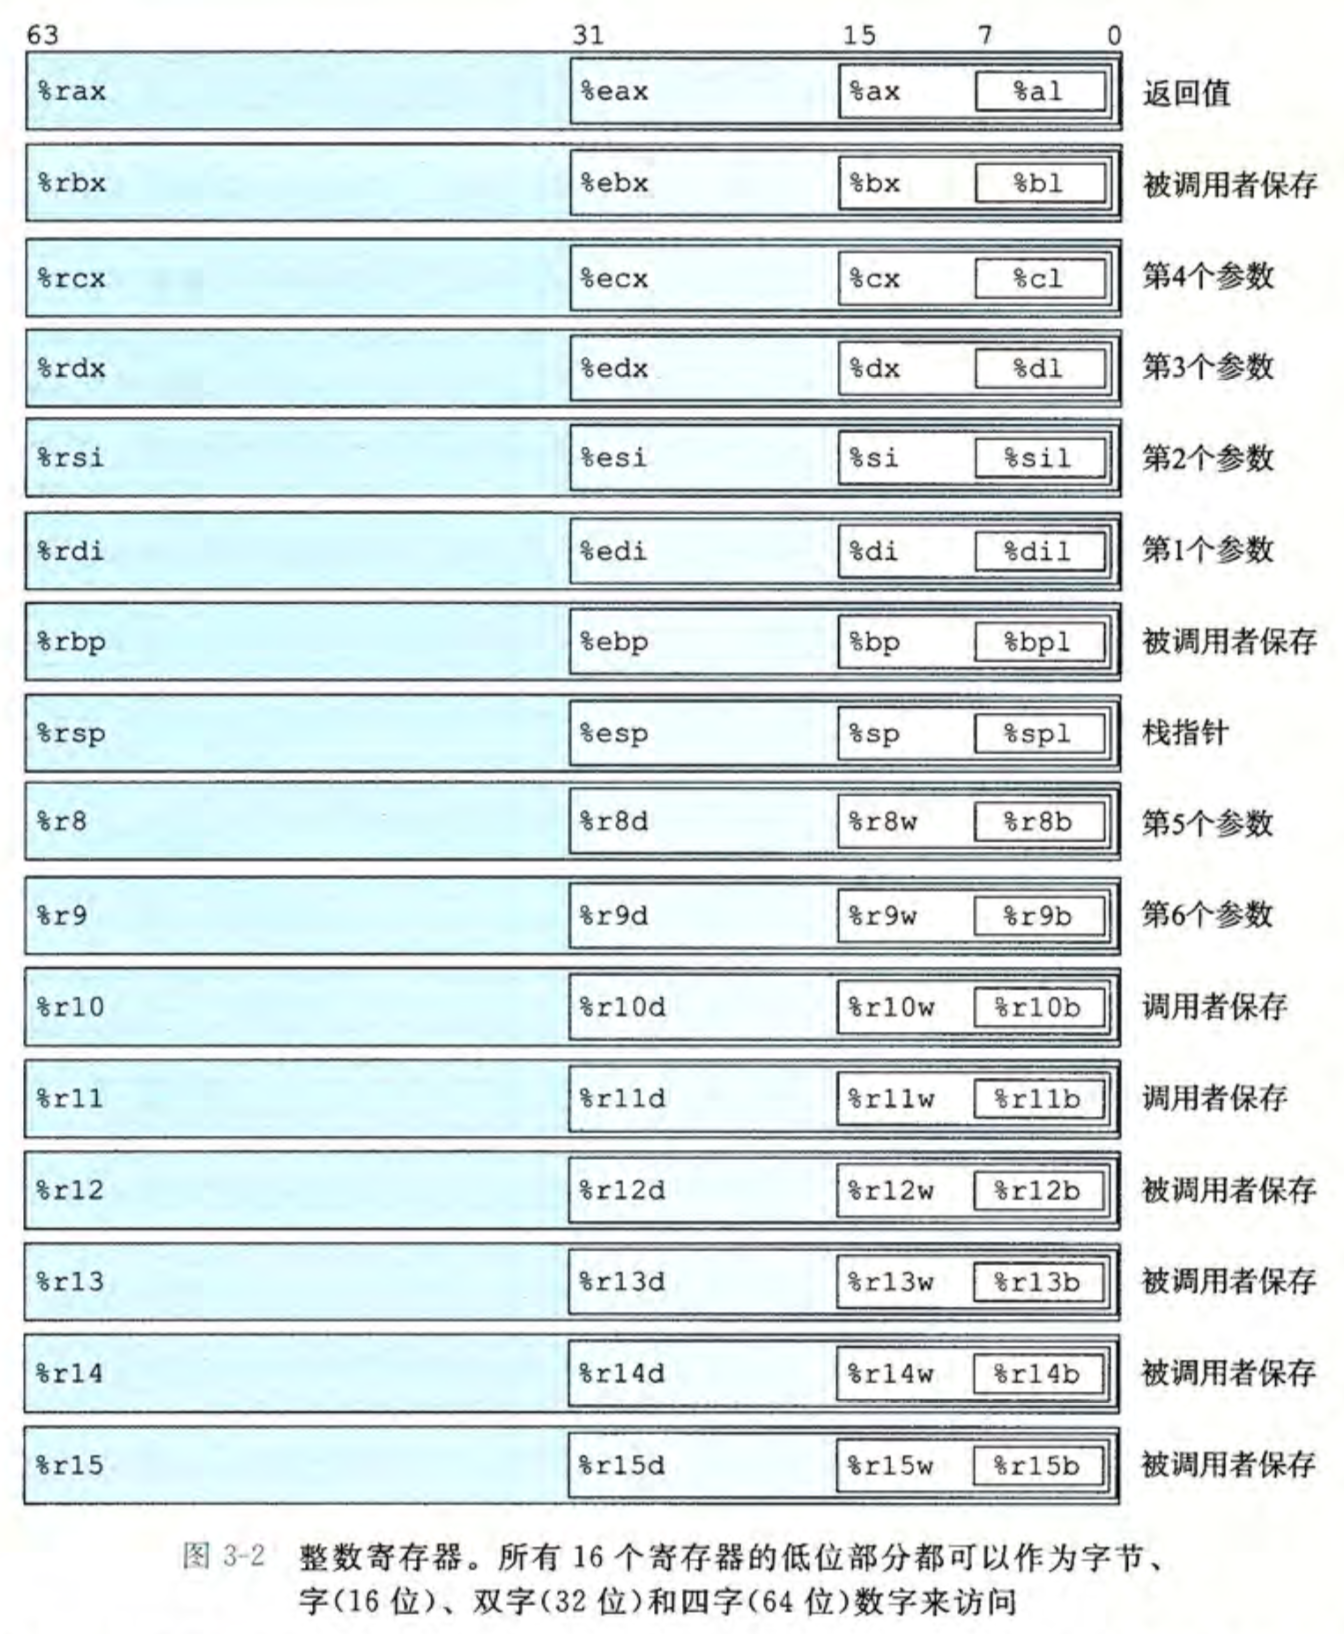 63 31 15 7 0
%rax %eax %ax %al 返回值
%rbx %ebx %bx %bl 被调用者保存
%rcx %ecx %cx %cl 第4个参数
%rdx %edx %dx %dl 第3个参数
%rsi %esi %si %sil 第2个参数
%rdi %edi %di %dil 第1个参数
%rbp %ebp %bp %bpl 被调用者保存
%rsp %esp %sp %spl 栈指针
%r8 %r8d %r8w %r8b 第5个参数
%r9 %r9d %r9w %r9b 第6个参数
%r10 %r10d %r10w %r10b 调用者保存
%r11 %r11d %r11w %r11b 调用者保存
%r12 %r12d %r12w %r12b 被调用者保存
%r13 %r13d %r13w %r13b 被调用者保存
%r14 %r14d %r14w %r14b 被调用者保存
%r15 %r15d %r15w %r15b 被调用者保存
图 3-2 整数寄存器。所有 16 个寄存器的低位部分都可以作为字节、
字(16 位)、双字(32 位)和四字(64 位)数字来访问